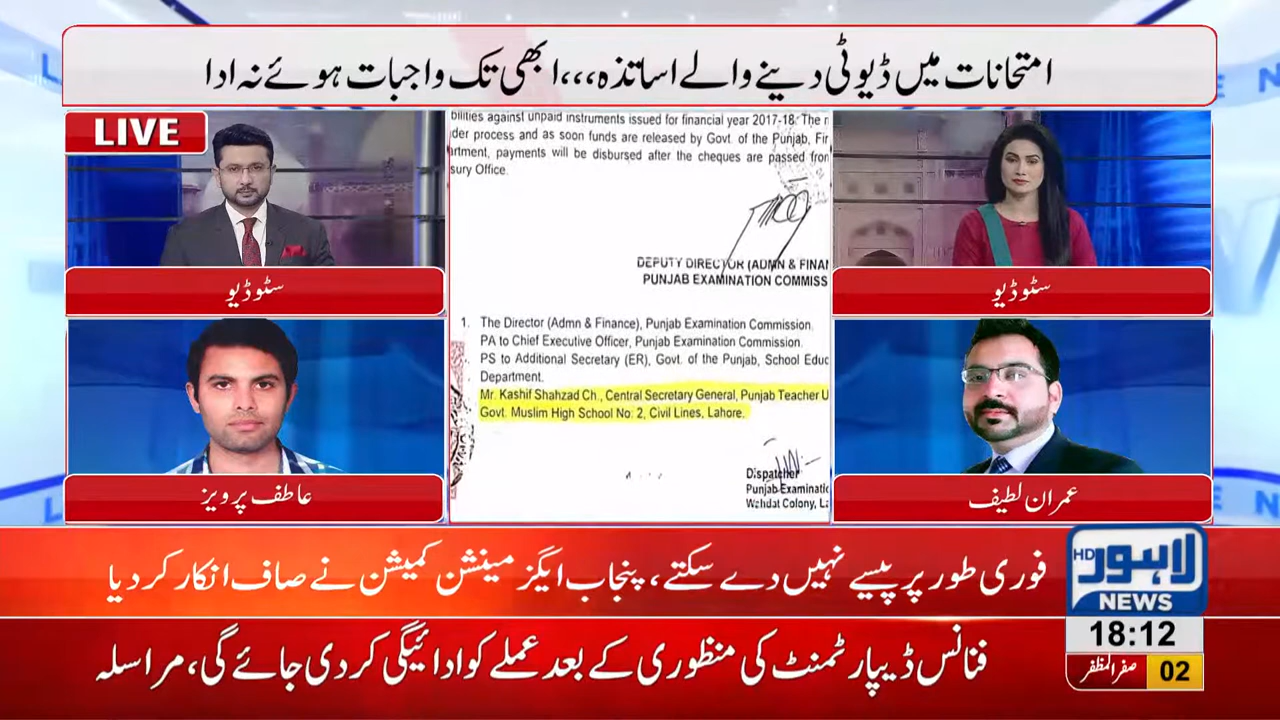 امتحانات میں ڈیوٹی دینے والے اساتذہ،،،ابھی تک واجبات ہوئے نہ ادا
LIVE
bilities against unpaid instruments issued for financial year 2017-18. The
der process and as soon funds are released by Govt. of the Punjab, Fi
artment, payments will be disbursed after the cheques are passed from
sury Office.
DEPUTY DIRECTOR (ADMN & FINA
PUNJAB EXAMINATION COMMISS
1. The Director (Admn & Finance), Punjab Examination Commission.
PA to Chief Executive Officer, Punjab Examination Commission.
PS to Additional Secretary (ER), Govt. of the Punjab, School Educ
Department.
Mr. Kashif Shahzad Ch., Central Secretary General, Punjab Teacher U
Govt. Muslim High School No: 2, Civil Lines, Lahore.
Dispatcher
Punjab Examinatio
Wahdat Colony, La
سٹوڈیو
سٹوڈیو
عاطف پرویز
عمران لطیف
فوری طور پر پیسے نہیں دے سکتے، پنجاب ایگزمینشن کمیشن نے صاف انکار کر دیا
فنانس ڈیپارٹمنٹ کی منظوری کے بعد عملے کو ادائیگی کر دی جائے گی، مراسلہ
لاہور HD
NEWS
18:12
صفر المظفر 02